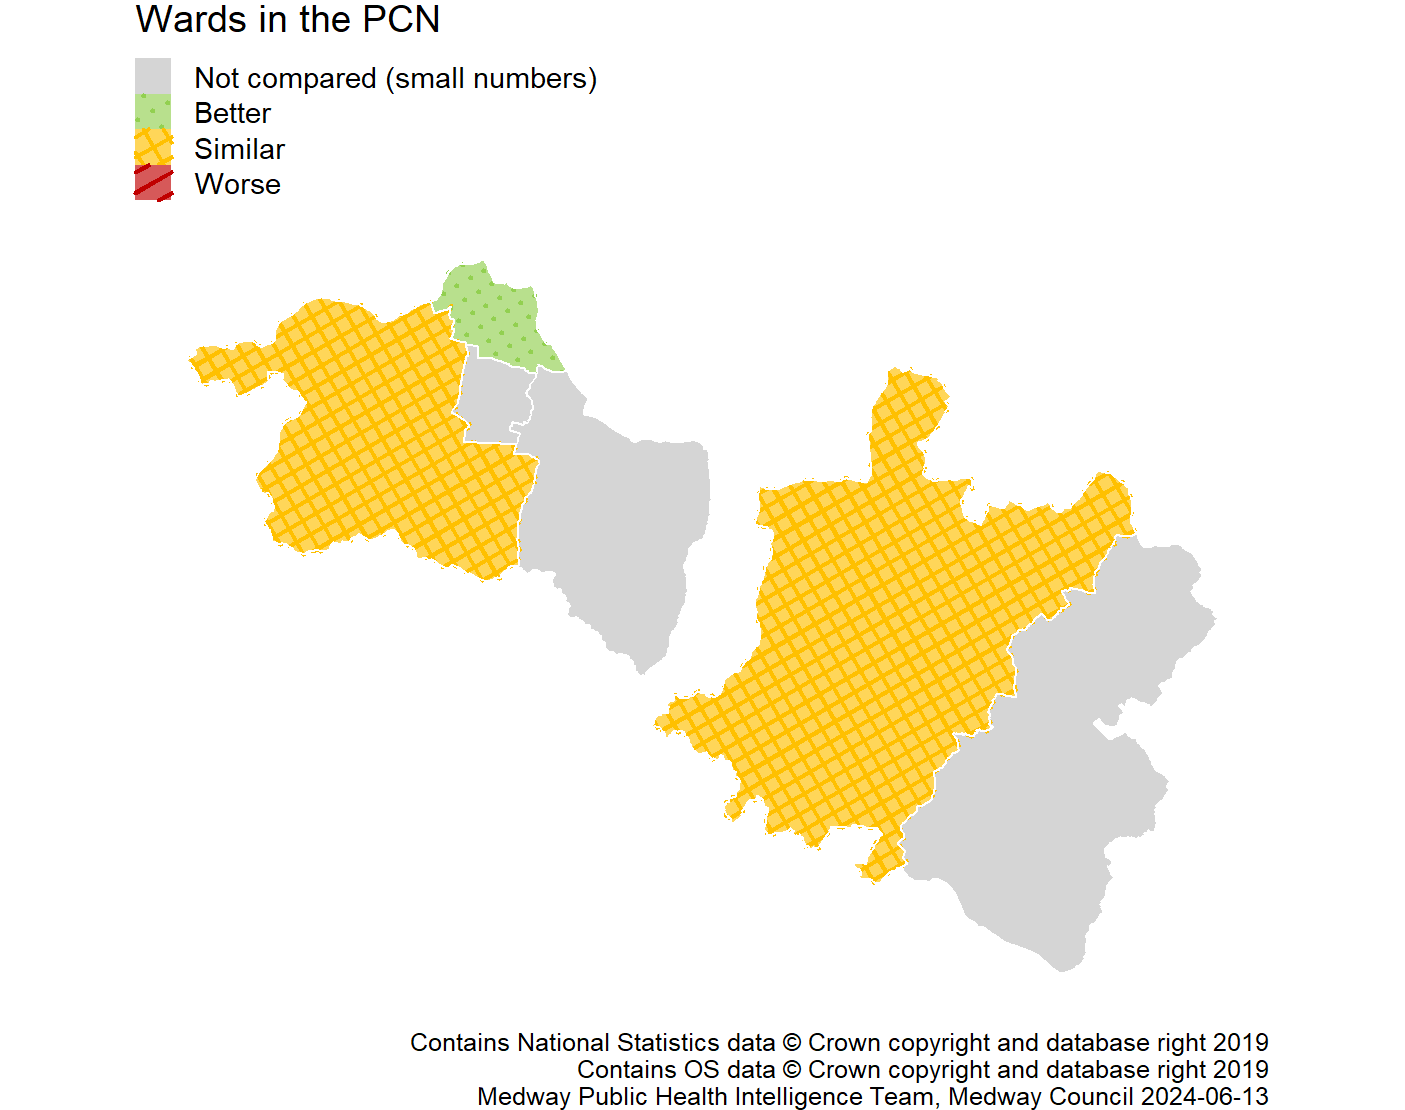 Wards in the PCN
Not compared (small numbers)
Better
Similar
Worse
Contains National Statistics data © Crown copyright and database right 2019
Contains OS data © Crown copyright and database right 2019
Medway Public Health Intelligence Team, Medway Council 2024-06-13